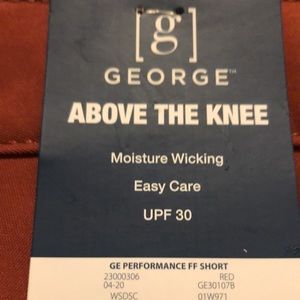 [g]
GEORGE™
ABOVE THE KNEE
Moisture Wicking
Easy Care
UPF 30
GE PERFORMANCE FF SHORT
23000306 RED
04-20 GE30107B
WSDSC 01W971